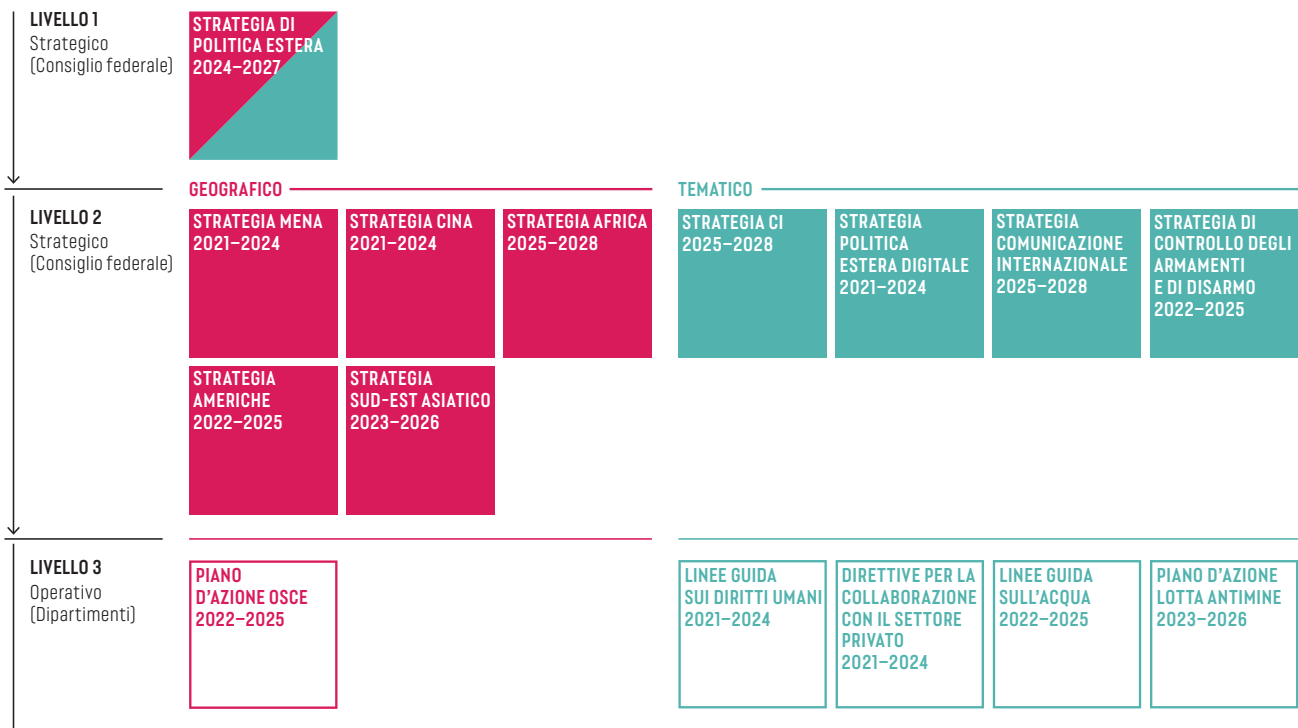 LIVELLO 1
Strategico
(Consiglio federale)
STRATEGIA DI
POLITICA ESTERA
2024–2027
GEOGRAFICO
TEMATICO
LIVELLO 2
Strategico
(Consiglio federale)
STRATEGIA MENA
2021–2024
STRATEGIA CINA
2021–2024
STRATEGIA AFRICA
2025–2028
STRATEGIA CI
2025–2028
STRATEGIA
POLITICA
ESTERA DIGITALE
2021–2024
STRATEGIA
COMUNICAZIONE
INTERNAZIONALE
2025–2028
STRATEGIA DI
CONTROLLO DEGLI
ARMAMENTI
E DI DISARMO
2022–2025
STRATEGIA
AMERICHE
2022–2025
STRATEGIA
SUD-EST ASIATICO
2023–2026
LIVELLO 3
Operativo
(Dipartimenti)
PIANO
D'AZIONE OSCE
2022–2025
LINEE GUIDA
SUI DIRITTI UMANI
2021–2024
DIRETTIVE PER LA
COLLABORAZIONE
CON IL SETTORE
PRIVATO
2021–2024
LINEE GUIDA
SULL'ACQUA
2022–2025
PIANO D'AZIONE
LOTTA ANTIMINE
2023–2026